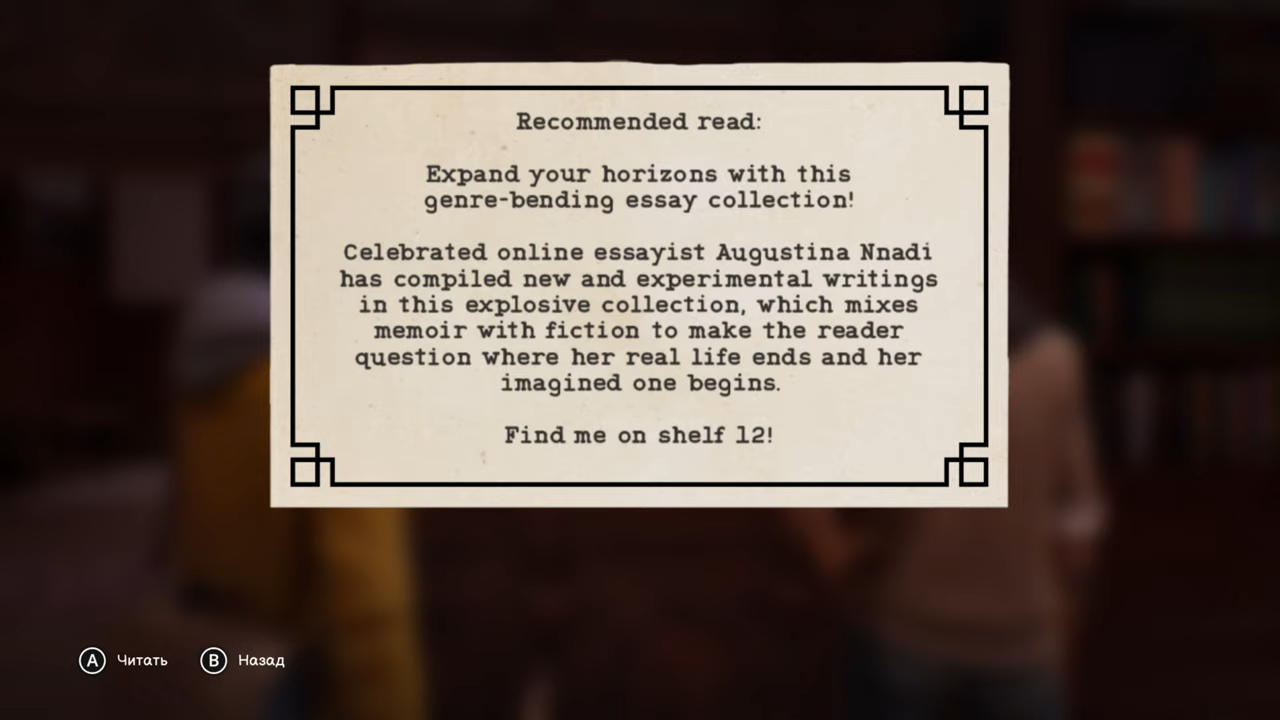 Recommended read:
Expand your horizons with this
genre-bending essay collection!
Celebrated online essayist Augustina Nnadi
has compiled new and experimental writings
in this explosive collection, which mixes
memoir with fiction to make the reader
question where her real life ends and her
imagined one begins.
Find me on shelf 12!
A Читать B Назад